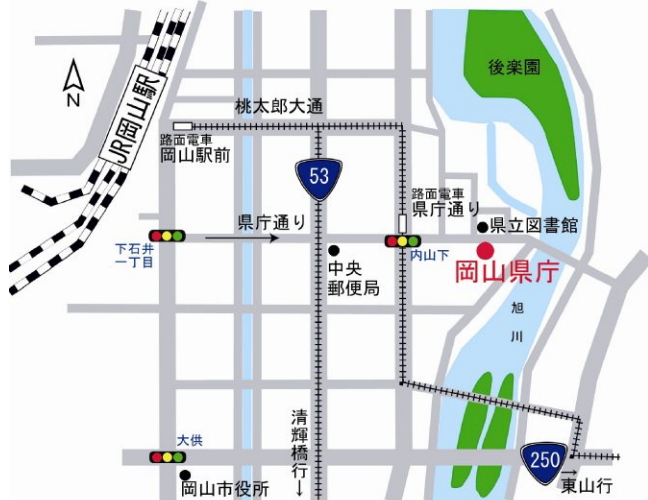 後楽園
N
JR岡山駅
桃太郎大通
路面電車
岡山駅前
53
路面電車
県庁通り
県庁通り
県立図書館
下石井
一丁目
内山下
岡山県庁
中央
郵便局
旭川
大供
清輝橋行↓
250
→
東山行
岡山市役所